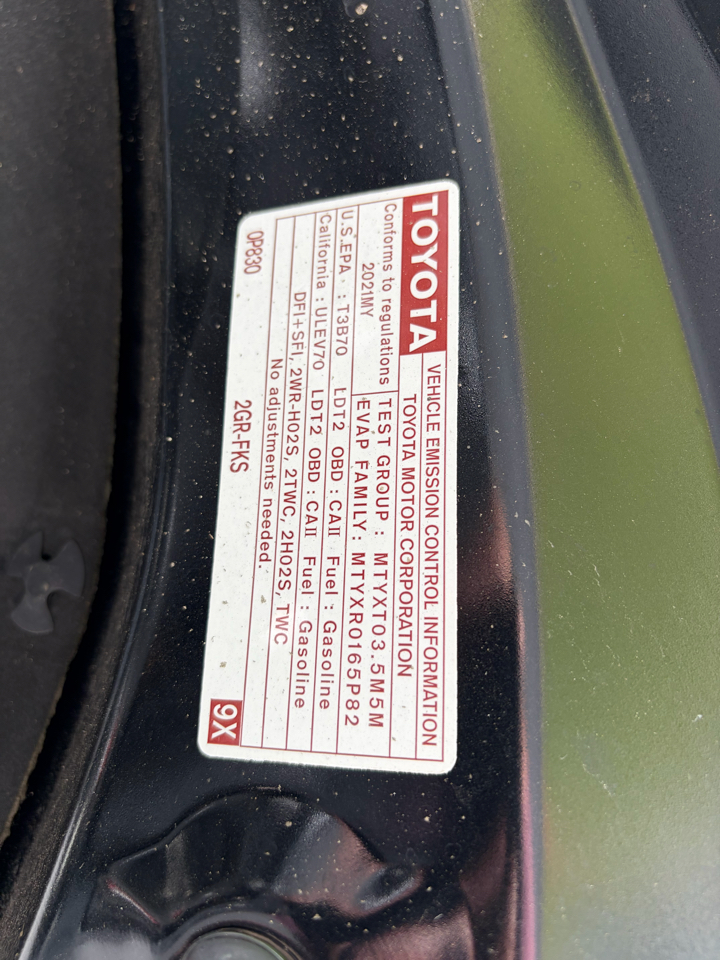 TOYOTA
VEHICLE EMISSION CONTROL INFORMATION
TOYOTA MOTOR CORPORATION
Conforms to regulations
2021MY
TEST GROUP : MTYXT03.5M5M
EVAP FAMILY: MTYXR0165P82
U.S.EPA : T3B70 LDT2 OBD : CAII Fuel : Gasoline
California : ULEV70 LDT2 OBD : CAII Fuel : Gasoline
DFI+SFI, 2WR-HO2S, 2TWC, 2HO2S, TWC
No adjustments needed.
0P830
2GR-FKS
9X